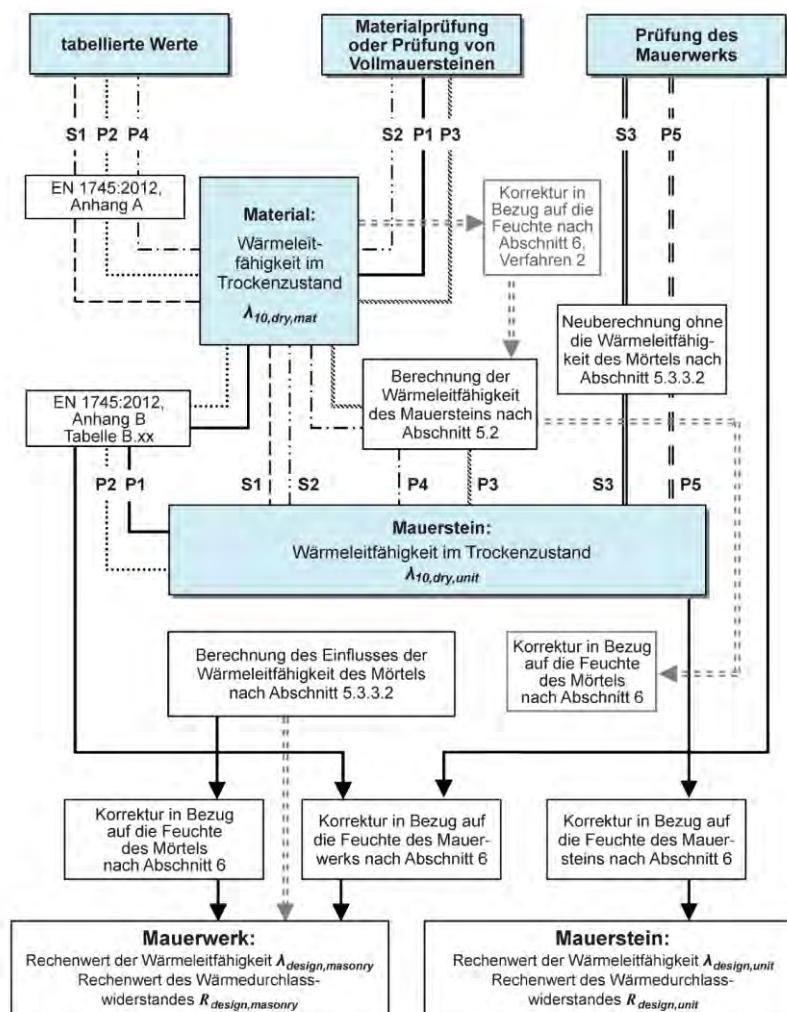 tabellierte Werte
Materialprüfung
oder Prüfung von
Vollmauersteinen
Prüfung des
Mauerwerks
S1 P2 P4
S2 P1 P3
S3 P5
EN 1745:2012,
Anhang A
Material:
Wärmeleit-
fähigkeit im
Trockenzustand
λ10,dry,mat
Korrektur in
Bezug auf die
Feuchte nach
Abschnitt 6,
Verfahren 2
Neuberechnung ohne
die Wärmeleitfähig-
keit des Mörtels nach
Abschnitt 5.3.3.2
Berechnung der
Wärmeleitfähigkeit
des Mauersteins nach
Abschnitt 5.2
EN 1745:2012,
Anhang B
Tabelle B.xx
P2 P1
S1 S2
P4 P3
S3 P5
Mauerstein:
Wärmeleitfähigkeit im Trockenzustand
λ10,dry,unit
Berechnung des Einflusses der
Wärmeleitfähigkeit des Mörtels
nach Abschnitt 5.3.3.2
Korrektur in Bezug
auf die Feuchte
des Mörtels
nach Abschnitt 6
Korrektur in Bezug
auf die Feuchte
des Mörtels
nach Abschnitt 6
Korrektur in Bezug auf
die Feuchte des Mauer-
werks nach Abschnitt 6
Korrektur in Bezug auf
die Feuchte des Mauer-
steins nach Abschnitt 6
Mauerwerk:
Rechenwert der Wärmeleitfähigkeit λdesign,masonry
Rechenwert des Wärmedurchlass-
widerstandes Rdesign,masonry
Mauerstein:
Rechenwert der Wärmeleitfähigkeit λdesign,unit
Rechenwert des Wärmedurchlass-
widerstandes Rdesign,unit